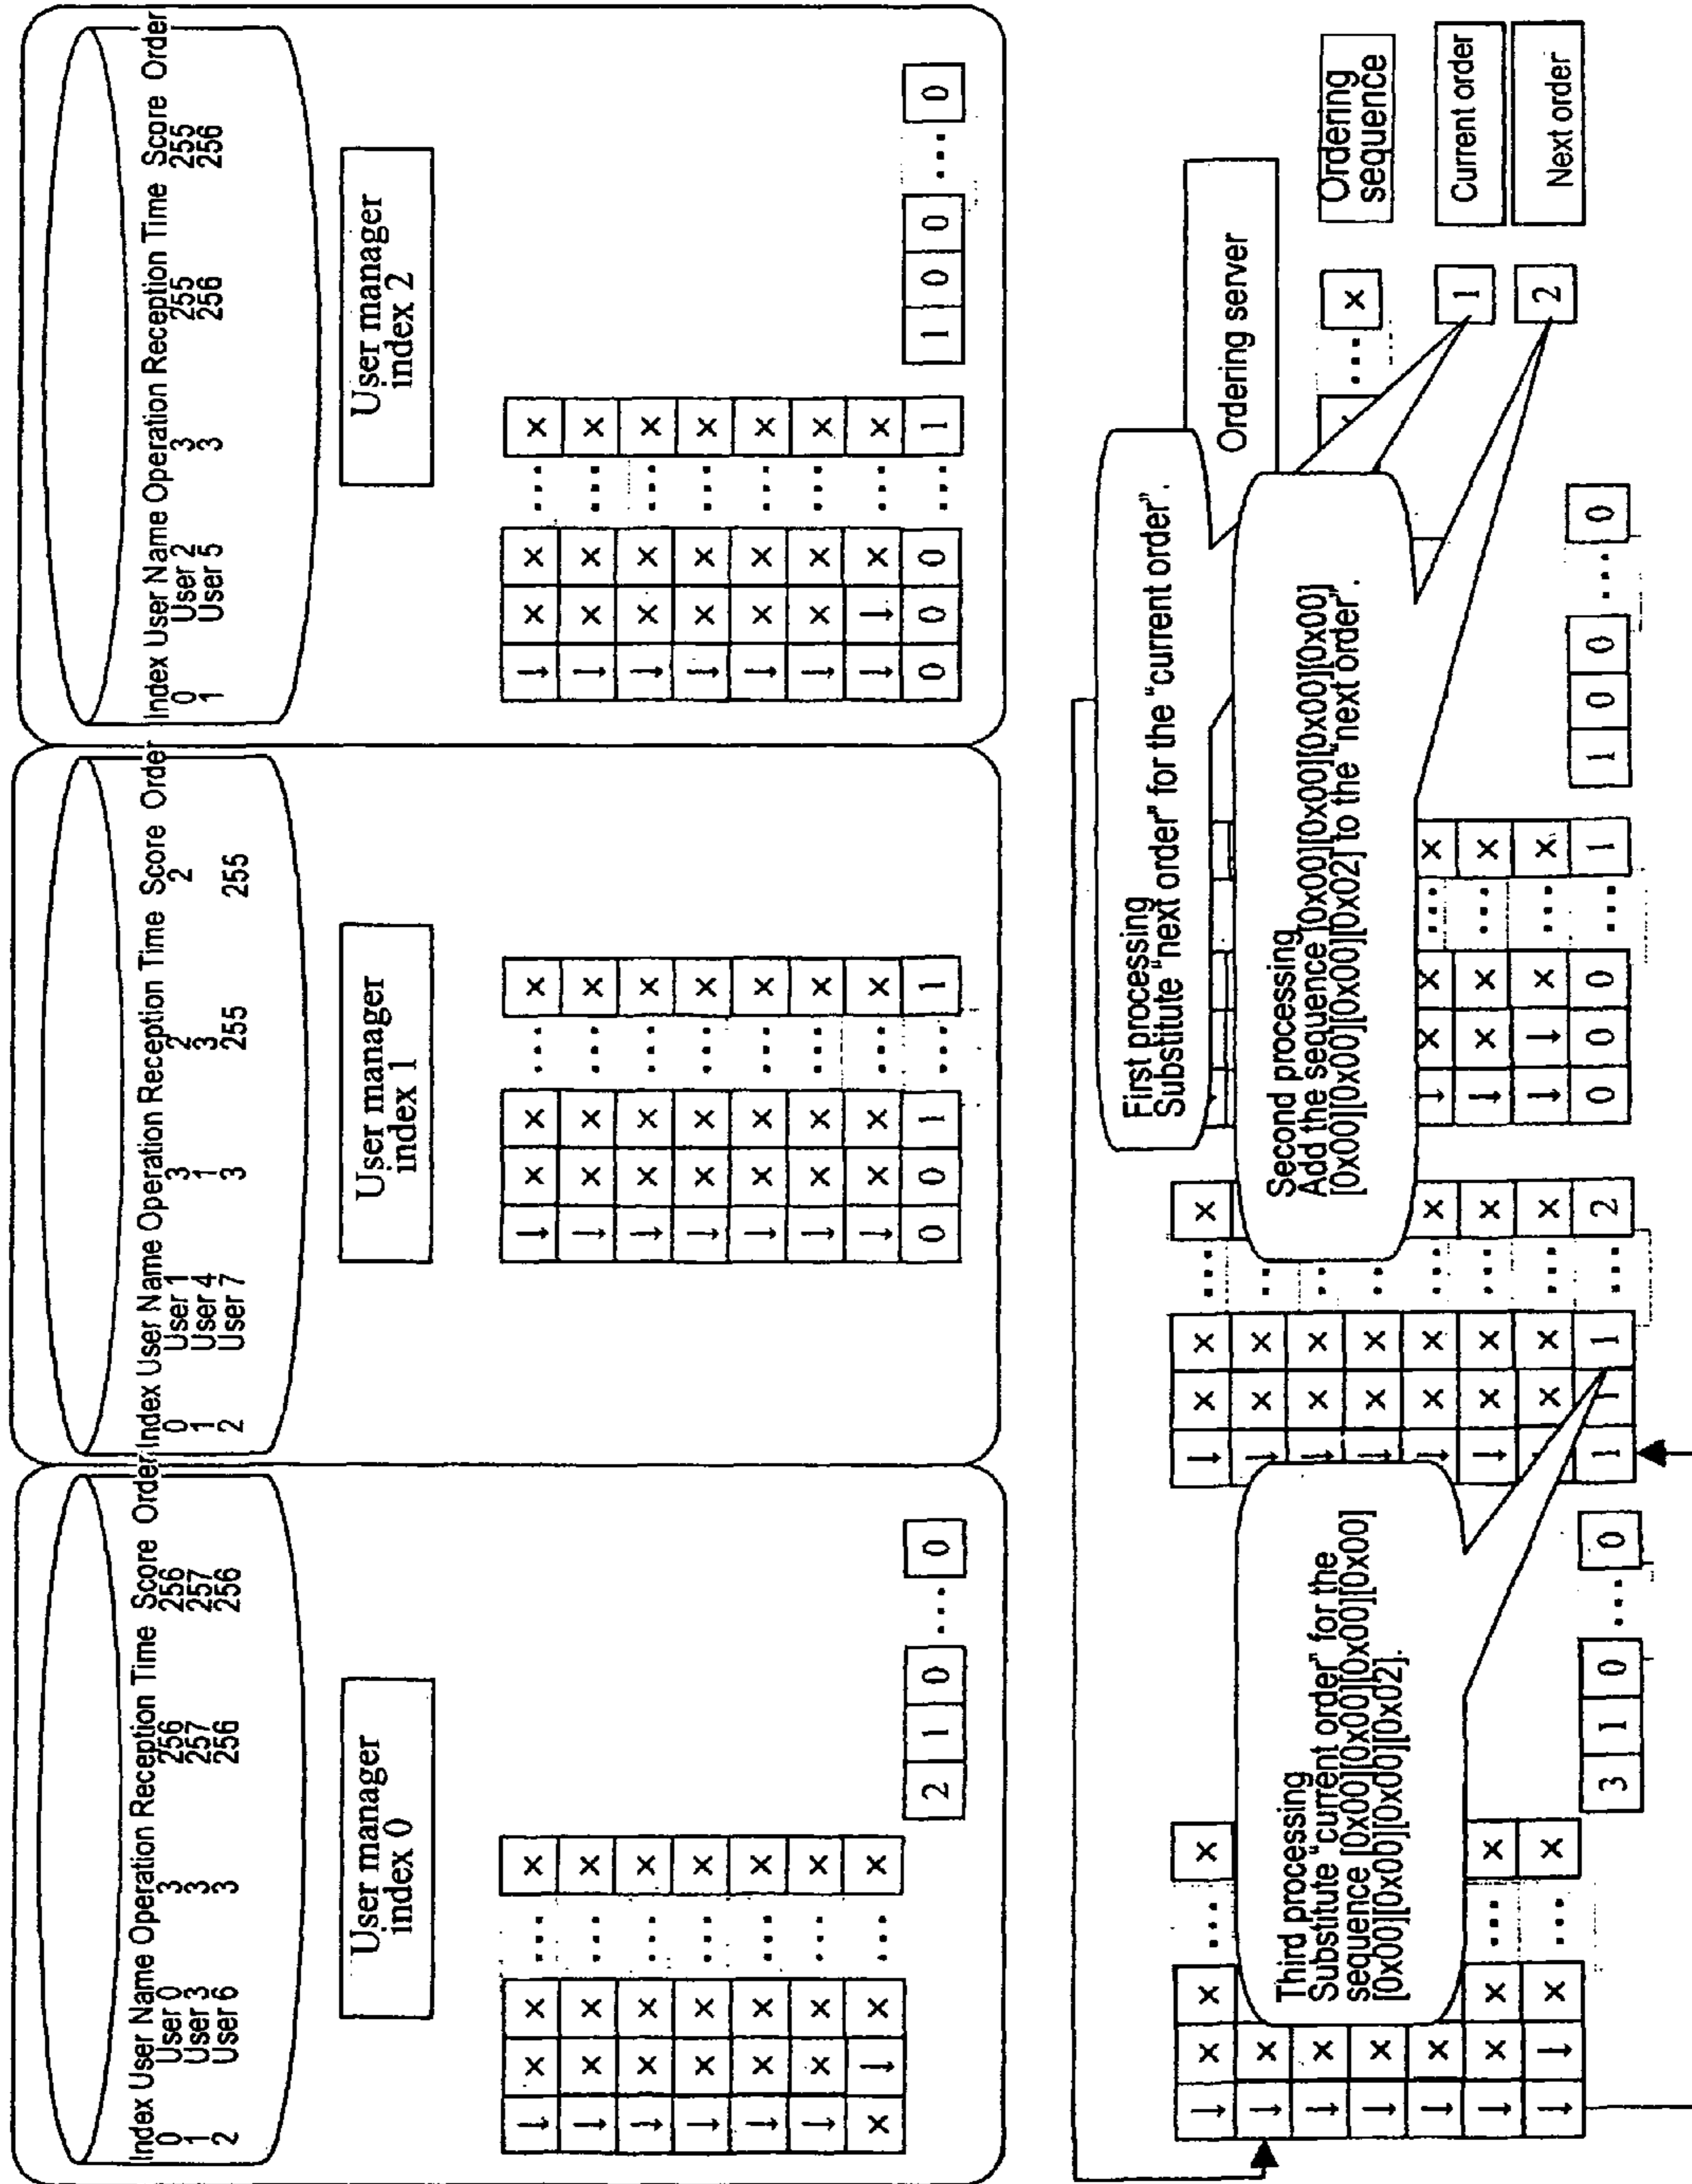 Index User Name Operation Reception Time Score Order
0 User 0 3 256 256
1 User 3 3 257 257
2 User 6 3 256 256
User manager
index 0
← × × … ×
← × × … ×
← × × … ×
← × × … ×
← × × … ×
← × × … ×
× ← × … ×
2 1 0 … 0
Index User Name Operation Reception Time Score Order
0 User 1 3 2 2
1 User 4 1 3
2 User 7 3 255 255
User manager
index 1
← × × … ×
← × × … ×
← × × … ×
← × × … ×
← × × … ×
← × × … ×
← × × … ×
0 0 1 … 1
Index User Name Operation Reception Time Score Order
0 User 2 3 255 255
1 User 5 3 256 256
User manager
index 2
← × × … ×
← × × … ×
← × × … ×
← × × … ×
← × × … ×
← × × … ×
← ← × … ×
0 0 0 … 1
1 0 0 … 0
First processing
Substitute "next order" for the "current order".
Ordering server
Second processing
Add the sequence [0x00][0x00][0x00][0x00][0x00]
[0x00][0x00][0x00][0x02] to the "next order".
Third processing
Substitute "current order" for the
sequence [0x00][0x00][0x00][0x00][0x00]
[0x00][0x00][0x00][0x02].
← × × … ×
← ×
← ×
← ×
← ×
← × × … ×
← ← × … ×
3 1 0 … 0
← × × … ×
← × ×
← × ×
← × ×
← × × … ×
← × × … ×
× × … ×
1 1 … 2
← × × … ×
← × × … ×
← ← × … ×
0 0 0 … 1
1 0 0 … 0
… ×
Ordering
sequence
1 Current order
2 Next order